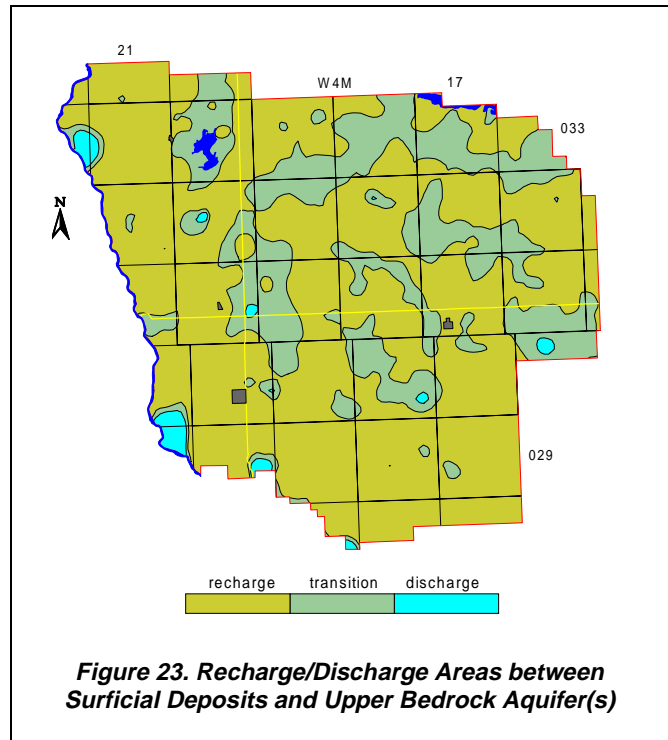 21
W4M
17
033
N
029
recharge transition discharge
Figure 23. Recharge/Discharge Areas between
Surficial Deposits and Upper Bedrock Aquifer(s)